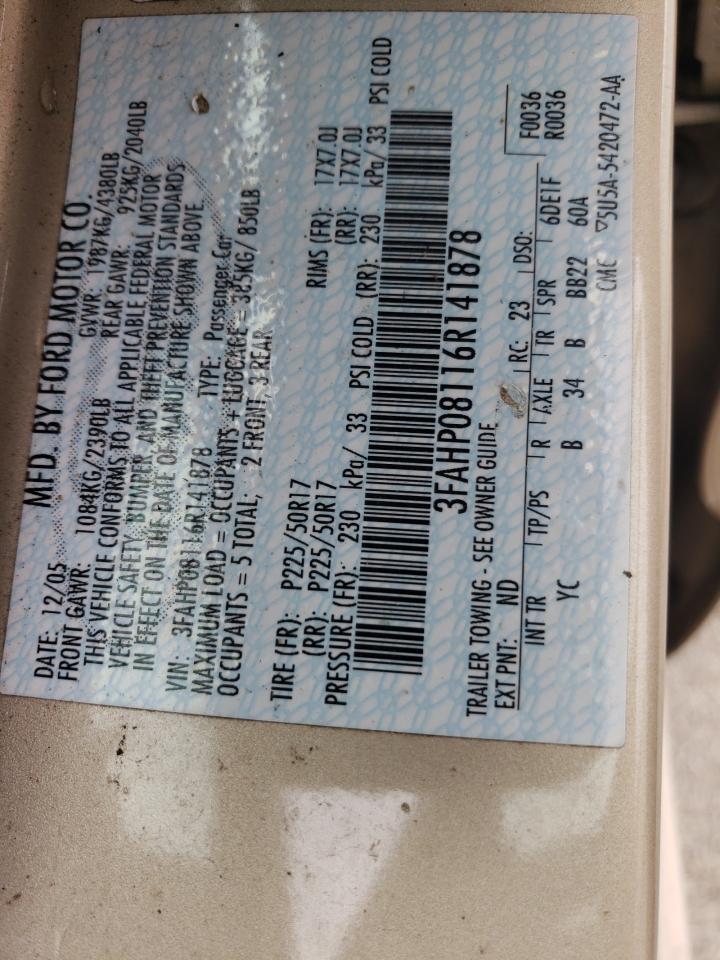 MFD. BY FORD MOTOR CO.
DATE: 12/05 GVWR: 1987KG/4380LB
FRONT GAWR: 1084KG/2390LB REAR GAWR: 925KG/2040LB
THIS VEHICLE CONFORMS TO ALL APPLICABLE FEDERAL MOTOR
VEHICLE SAFETY, BUMPER, AND THEFT PREVENTION STANDARDS
IN EFFECT ON THE DATE OF MANUFACTURE SHOWN ABOVE.
VIN: 3FAHP08116R141878 TYPE: Passenger Car
MAXIMUM LOAD = OCCUPANTS + LUGGAGE = 385KG/ 850LB
OCCUPANTS = 5 TOTAL; 2 FRONT, 3 REAR
TIRE (FR): P225/50R17 RIMS (FR): 17X7.0J
(RR): P225/50R17 (RR): 17X7.0J
PRESSURE (FR): 230 kPa/ 33 PSI COLD (RR): 230 kPa/ 33 PSI COLD
3FAHP08116R141878
TRAILER TOWING - SEE OWNER GUIDE
EXT PNT: ND RC: 23 DSO: F0036
R0036
INT TR TP/PS R AXLE TR SPR 6DE1F
YC B 34 B BB22 60A
CMC ▽5U5A-5420472-AA